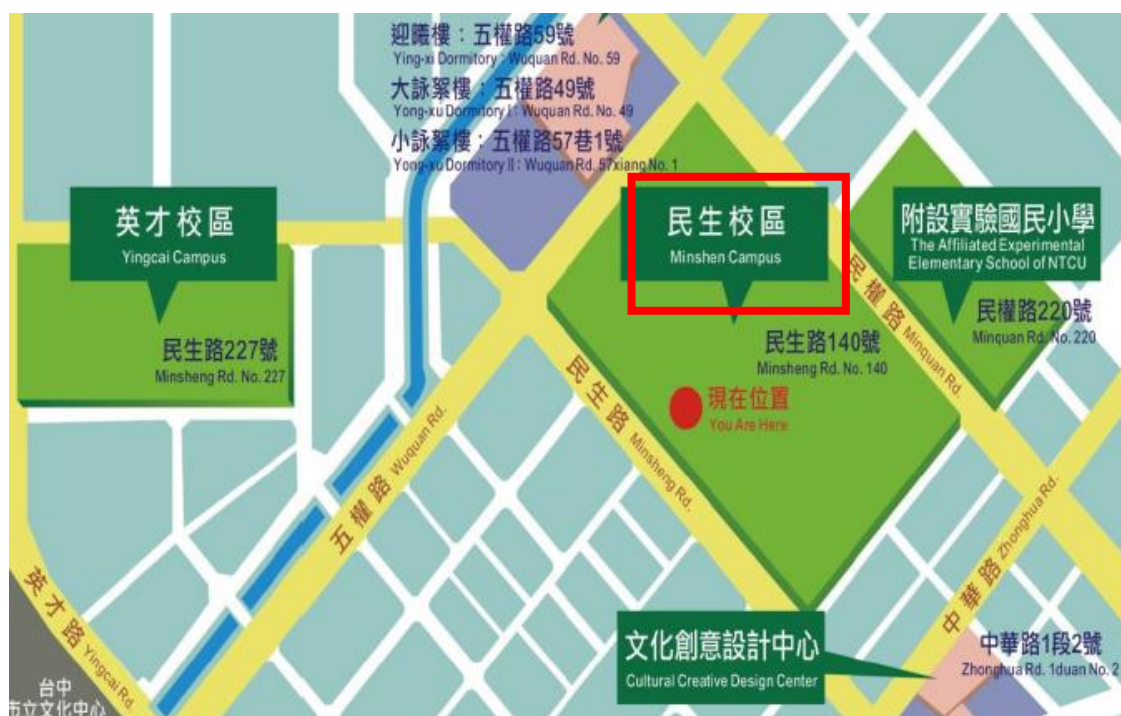 迎曦樓：五權路59號
Ying-xi Dormitory：Wuquan Rd. No. 59
大詠絮樓：五權路49號
Yong-xu Dormitory I：Wuquan Rd. No. 49
小詠絮樓：五權路57巷1號
Yong-xu Dormitory II：Wuquan Rd. 57xiang No. 1
英才校區
Yingcai Campus
民生路227號
Minsheng Rd. No. 227
民生校區
Minshen Campus
民生路140號
Minsheng Rd. No. 140
現在位置
You Are Here
附設實驗國民小學
The Affiliated Experimental
Elementary School of NTCU
民權路220號
Minquan Rd. No. 220
民權路 Minquan Rd.
民生路 Minsheng Rd.
五權路 Wuquan Rd.
中華路 Zhonghua Rd.
英才路 Yingcai Rd.
文化創意設計中心
Cultural Creative Design Center
中華路1段2號
Zhonghua Rd. 1duan No. 2
台中
市立文化中心